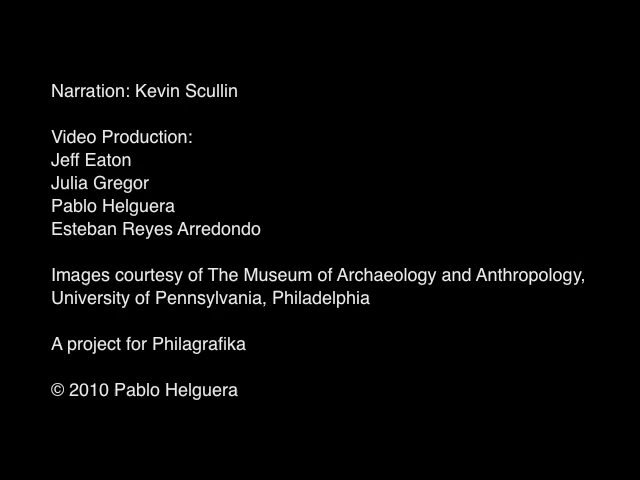 Narration: Kevin Scullin
Video Production:
Jeff Eaton
Julia Gregor
Pablo Helguera
Esteban Reyes Arredondo
Images courtesy of The Museum of Archaeology and Anthropology,
University of Pennsylvania, Philadelphia
A project for Philagrafika
© 2010 Pablo Helguera